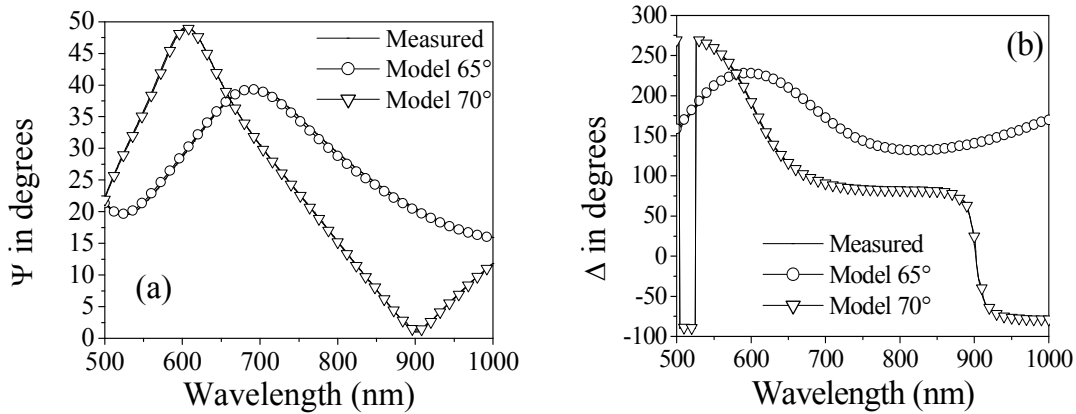 Ψ in degrees
50
45
40
35
30
25
20
15
10
5
0
Measured
Model 65°
Model 70°
(a)
500 600 700 800 900 1000
Wavelength (nm)
Δ in degrees
300
250
200
150
100
50
0
-50
-100
(b)
Measured
Model 65°
Model 70°
500 600 700 800 900 1000
Wavelength (nm)